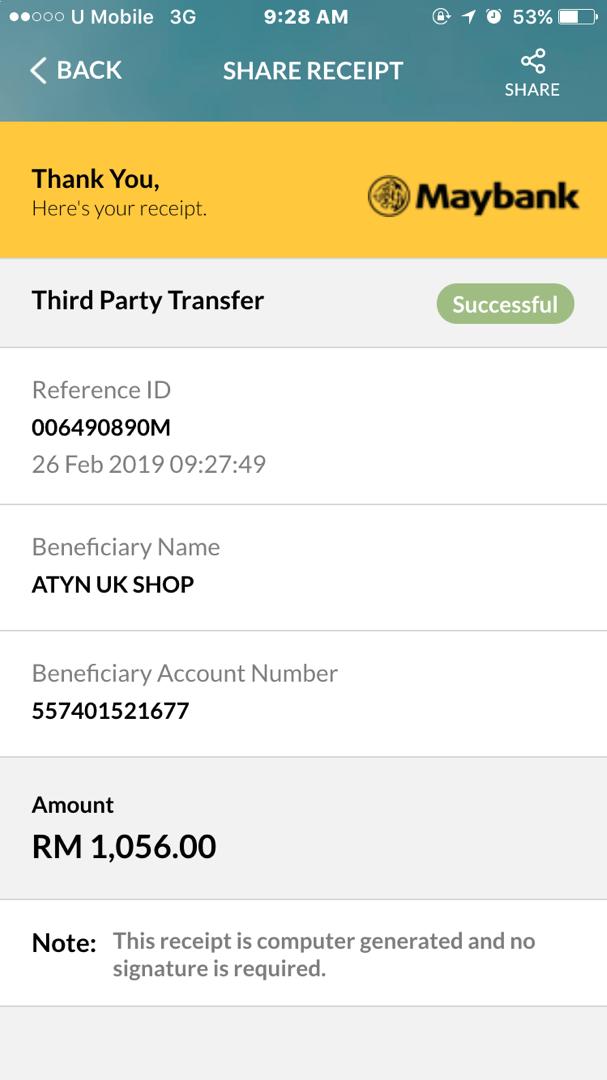 U Mobile 3G 9:28 AM 53%
BACK SHARE RECEIPT SHARE
Thank You,
Here's your receipt.
Maybank
Third Party Transfer Successful
Reference ID
006490890M
26 Feb 2019 09:27:49
Beneficiary Name
ATYN UK SHOP
Beneficiary Account Number
557401521677
Amount
RM 1,056.00
Note: This receipt is computer generated and no
signature is required.